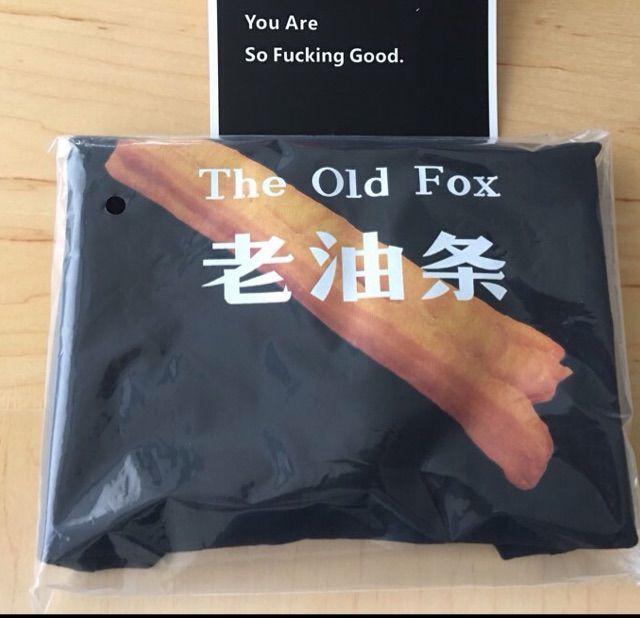 You Are
So Fucking Good.
The Old Fox
老油条